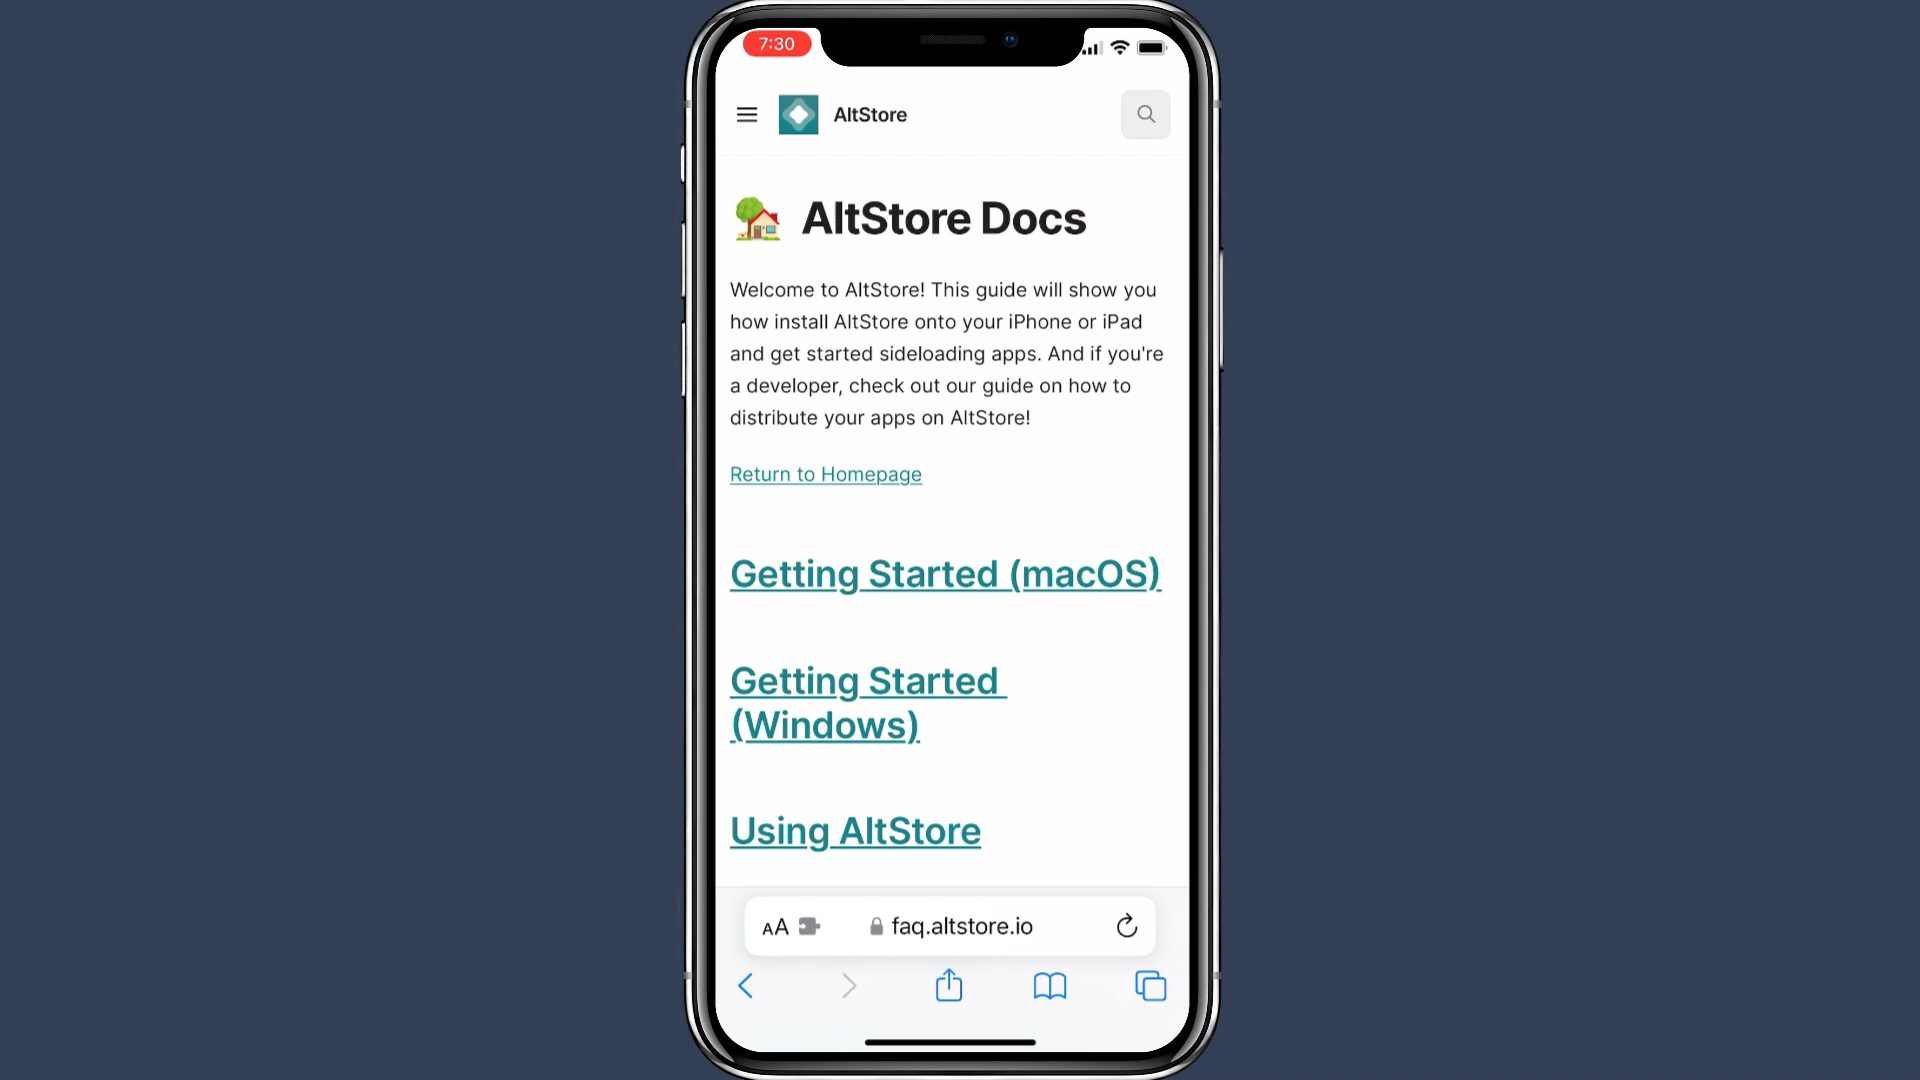 7:30
AltStore
AltStore Docs
Welcome to AltStore! This guide will show you
how install AltStore onto your iPhone or iPad
and get started sideloading apps. And if you're
a developer, check out our guide on how to
distribute your apps on AltStore!
Return to Homepage
Getting Started (macOS)
Getting Started
(Windows)
Using AltStore
AA faq.altstore.io